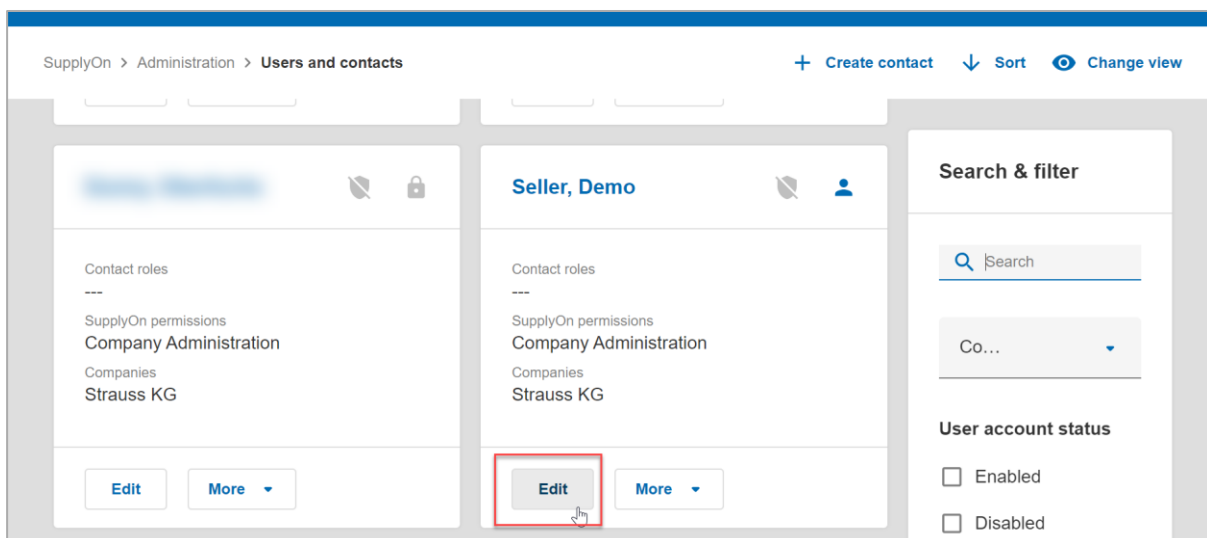 SupplyOn > Administration > Users and contacts
+ Create contact Sort Change view
Contact roles
---
SupplyOn permissions
Company Administration
Companies
Strauss KG
Edit More
Seller, Demo
Contact roles
---
SupplyOn permissions
Company Administration
Companies
Strauss KG
Edit More
Search & filter
Search
Co...
User account status
Enabled
Disabled